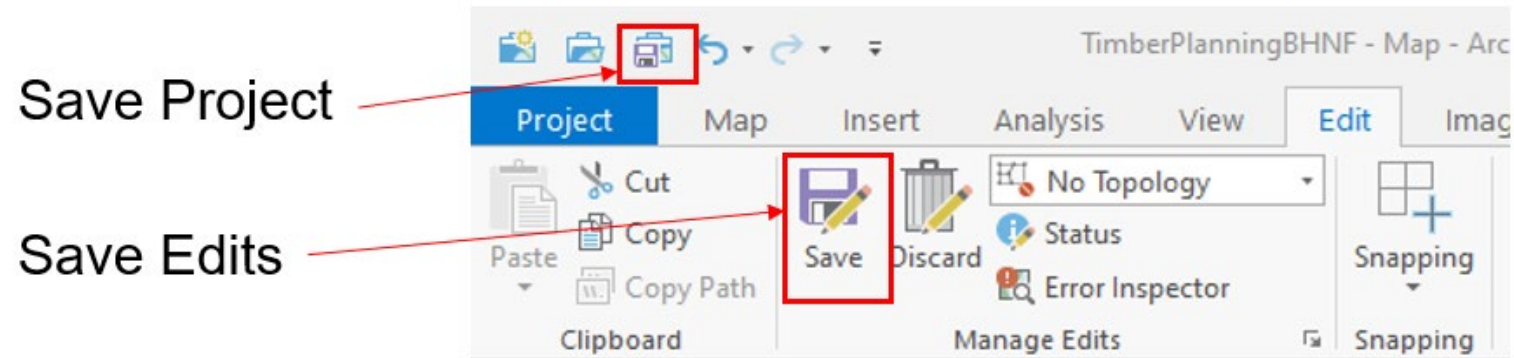 TimberPlanningBHNF - Map - Arc
Save Project
Project Map Insert Analysis View Edit Imag
Cut No Topology
Copy Status
Save Edits
Paste Save Discard Snapping
Copy Path Error Inspector
Clipboard Manage Edits Snapping